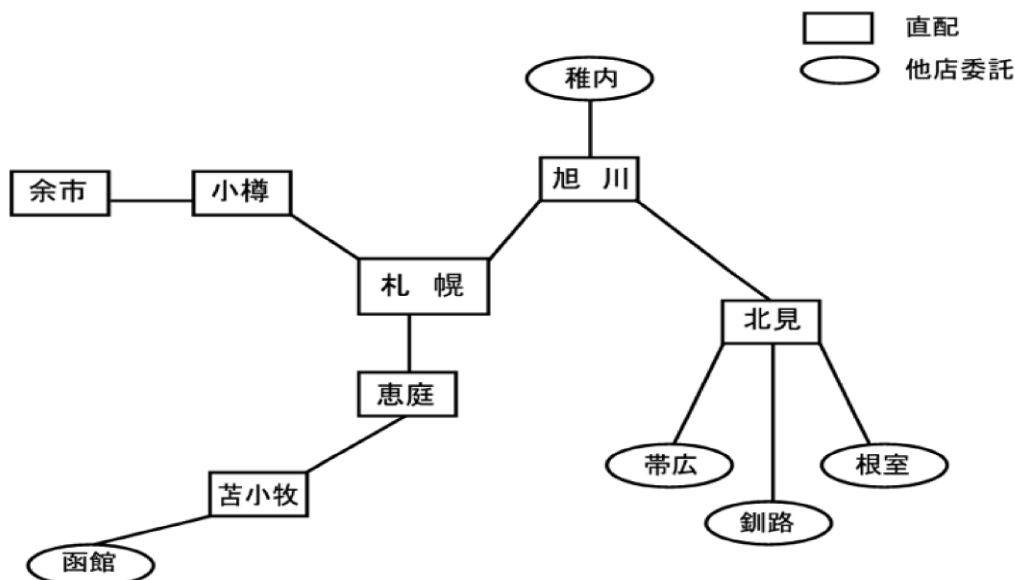 直配
他店委託
稚内
旭 川
余市
小樽
札 幌
北見
恵庭
帯広
根室
苫小牧
釧路
函館